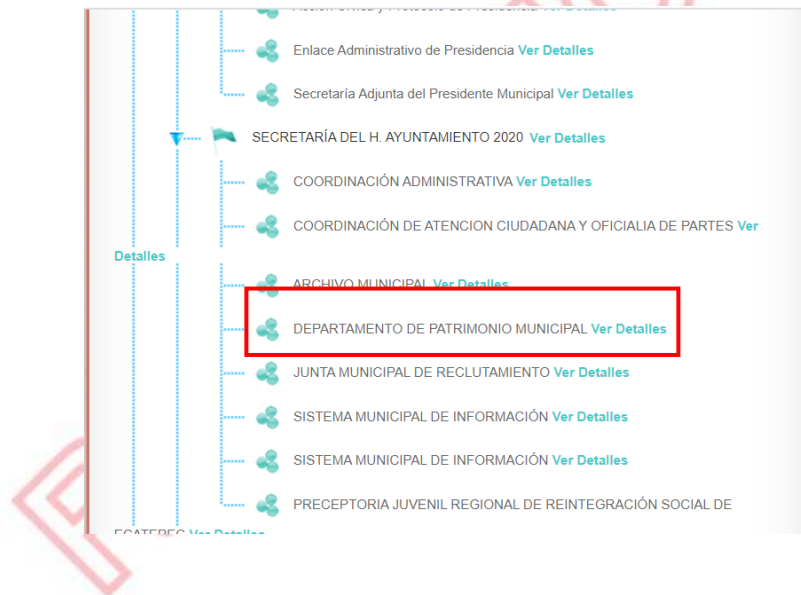 Enlace Administrativo de Presidencia Ver Detalles
Secretaría Adjunta del Presidente Municipal Ver Detalles
SECRETARÍA DEL H. AYUNTAMIENTO 2020 Ver Detalles
COORDINACIÓN ADMINISTRATIVA Ver Detalles
COORDINACIÓN DE ATENCION CIUDADANA Y OFICIALIA DE PARTES Ver
Detalles
ARCHIVO MUNICIPAL Ver Detalles
DEPARTAMENTO DE PATRIMONIO MUNICIPAL Ver Detalles
JUNTA MUNICIPAL DE RECLUTAMIENTO Ver Detalles
SISTEMA MUNICIPAL DE INFORMACIÓN Ver Detalles
SISTEMA MUNICIPAL DE INFORMACIÓN Ver Detalles
PRECEPTORIA JUVENIL REGIONAL DE REINTEGRACIÓN SOCIAL DE
ECATEPEC Ver Detalles